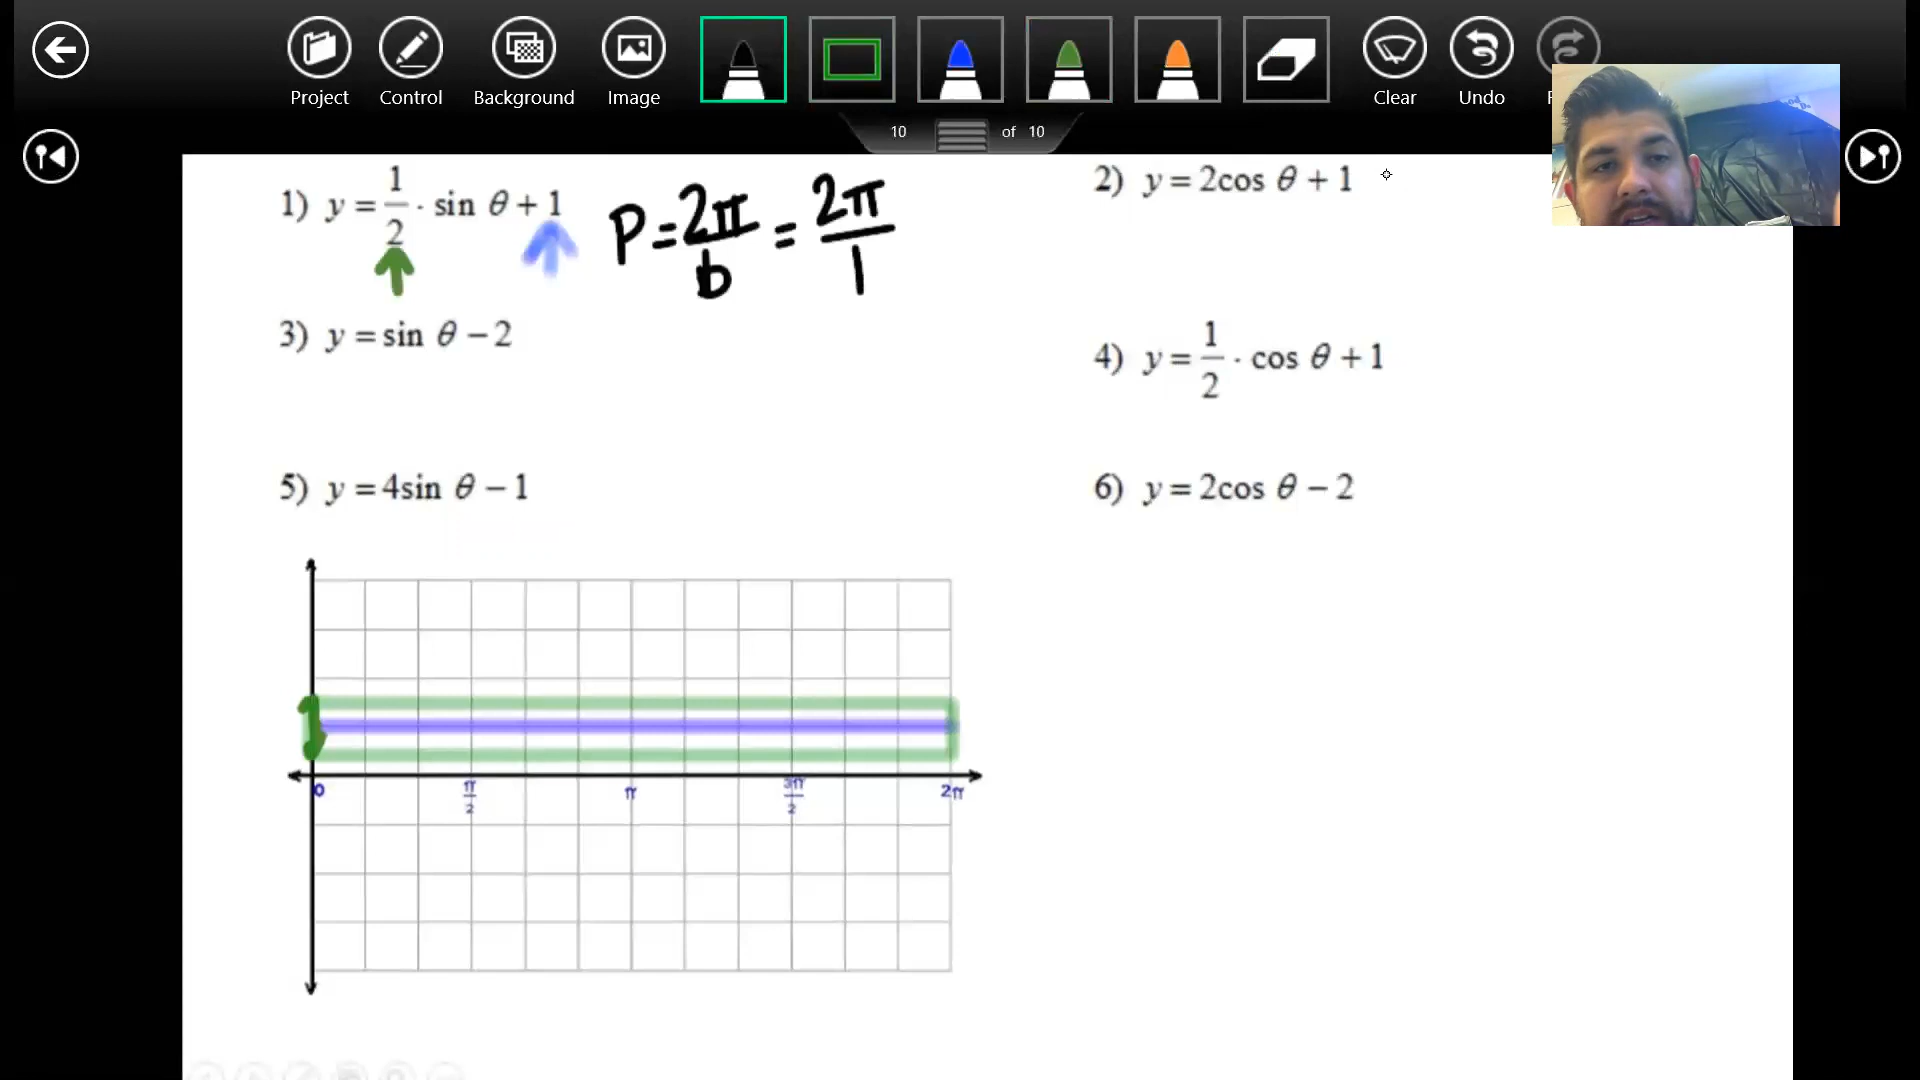 Project Control Background Image Clear Undo
10 of 10
1) y = 1/2 · sin θ + 1
P = 2π/b = 2π/1
2) y = 2cos θ + 1
3) y = sin θ − 2
4) y = 1/2 · cos θ + 1
5) y = 4sin θ − 1
6) y = 2cos θ − 2
0 π/2 π 3π/2 2π